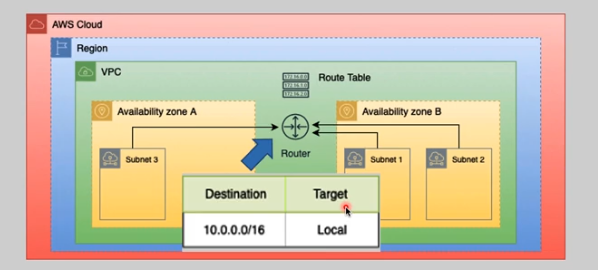 AWS Cloud
Region
VPC
Route Table
Availability zone A
Availability zone B
Router
Subnet 3
Subnet 1
Subnet 2
Destination Target
10.0.0.0/16 Local